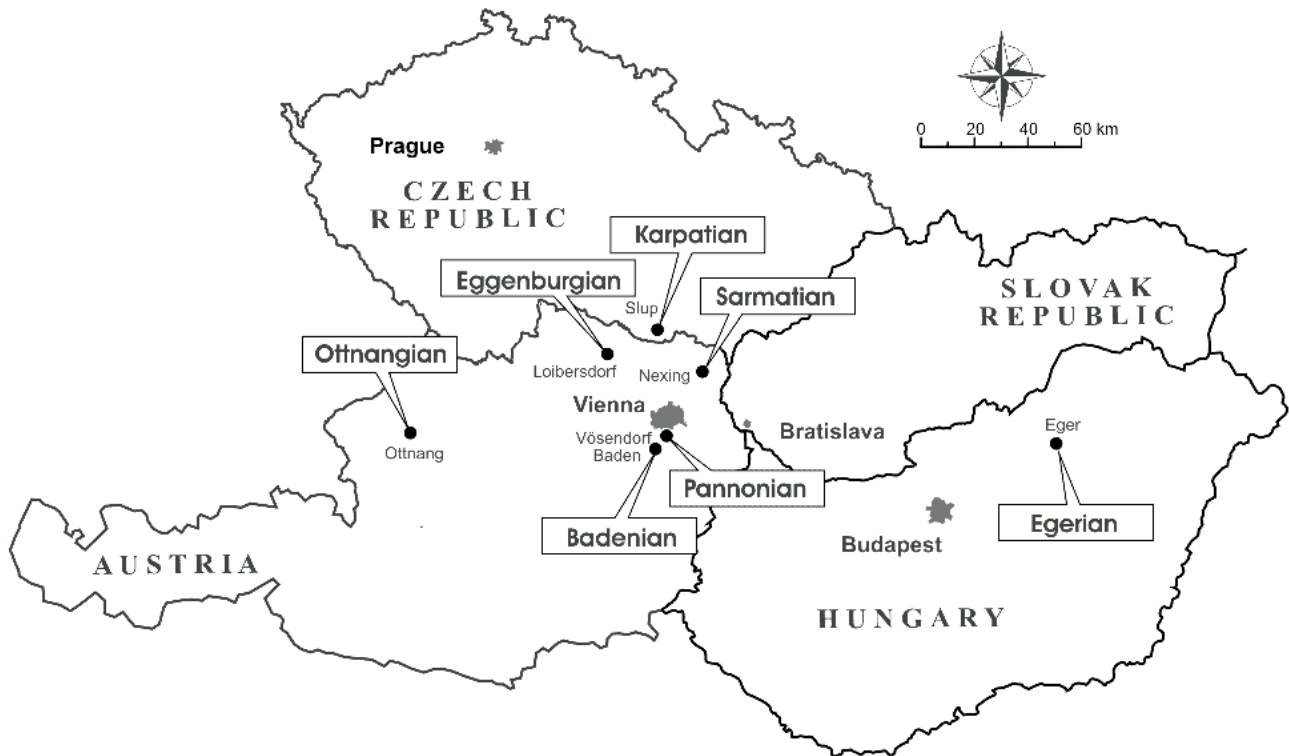 0 20 40 60 km
Prague
CZECH
REPUBLIC
Karpatian
Eggenburgian
Sarmatian
SLOVAK
REPUBLIC
Slup
Ottnangian
Loibersdorf
Nexing
Vienna
Bratislava
Eger
Vösendorf
Baden
Ottnang
Pannonian
Egerian
Badenian
Budapest
AUSTRIA
HUNGARY